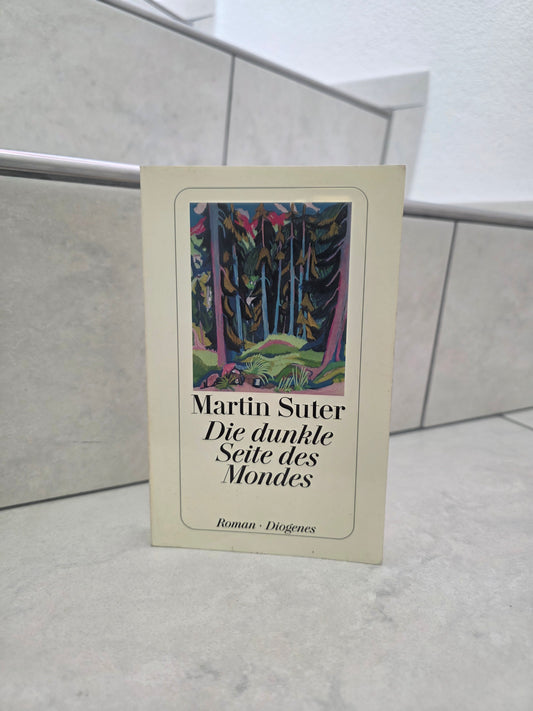 Martin Suter
Die dunkle
Seite des
Mondes
Roman · Diogenes